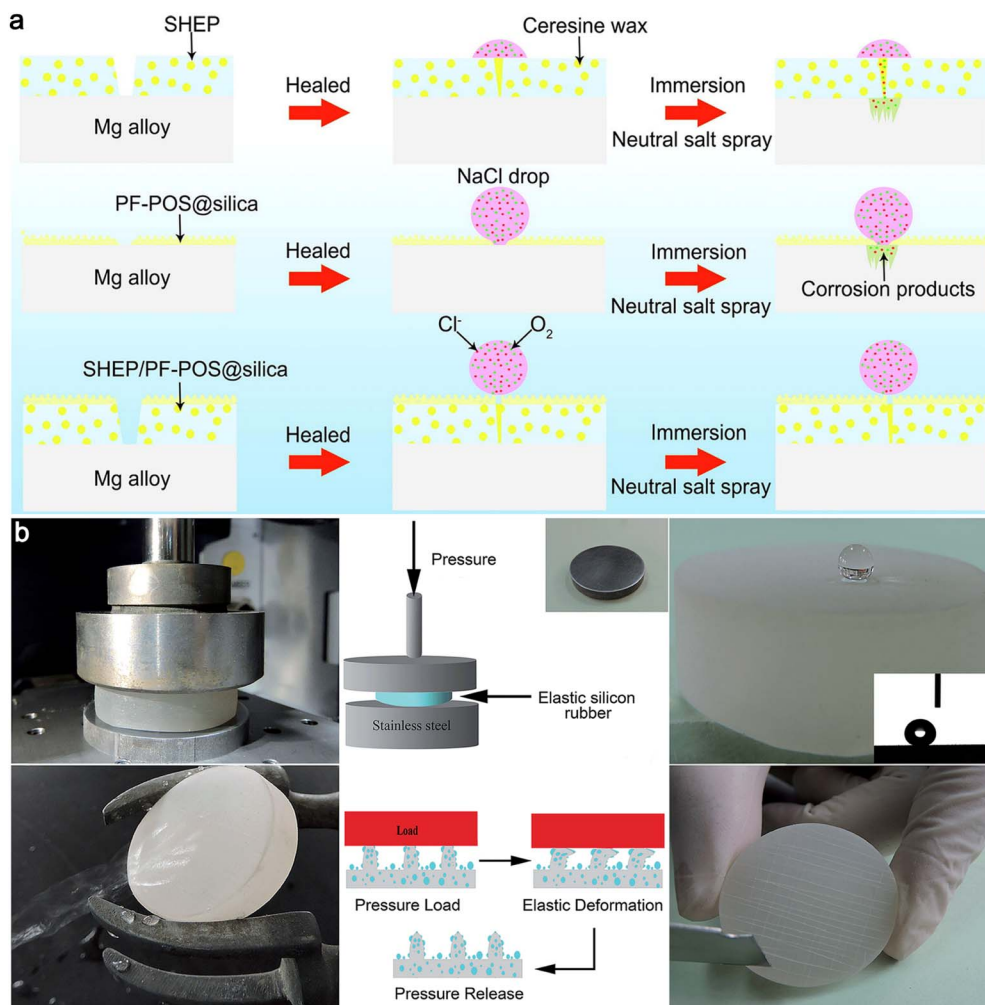 a
SHEP
Ceresine wax
Healed
Immersion
Mg alloy
Neutral salt spray
NaCl drop
PF-POS@silica
Healed
Immersion
Mg alloy
Neutral salt spray
Corrosion products
Cl⁻
O₂
SHEP/PF-POS@silica
Healed
Immersion
Mg alloy
Neutral salt spray
b
Pressure
Elastic silicon
rubber
Stainless steel
Load
Pressure Load
Elastic Deformation
Pressure Release